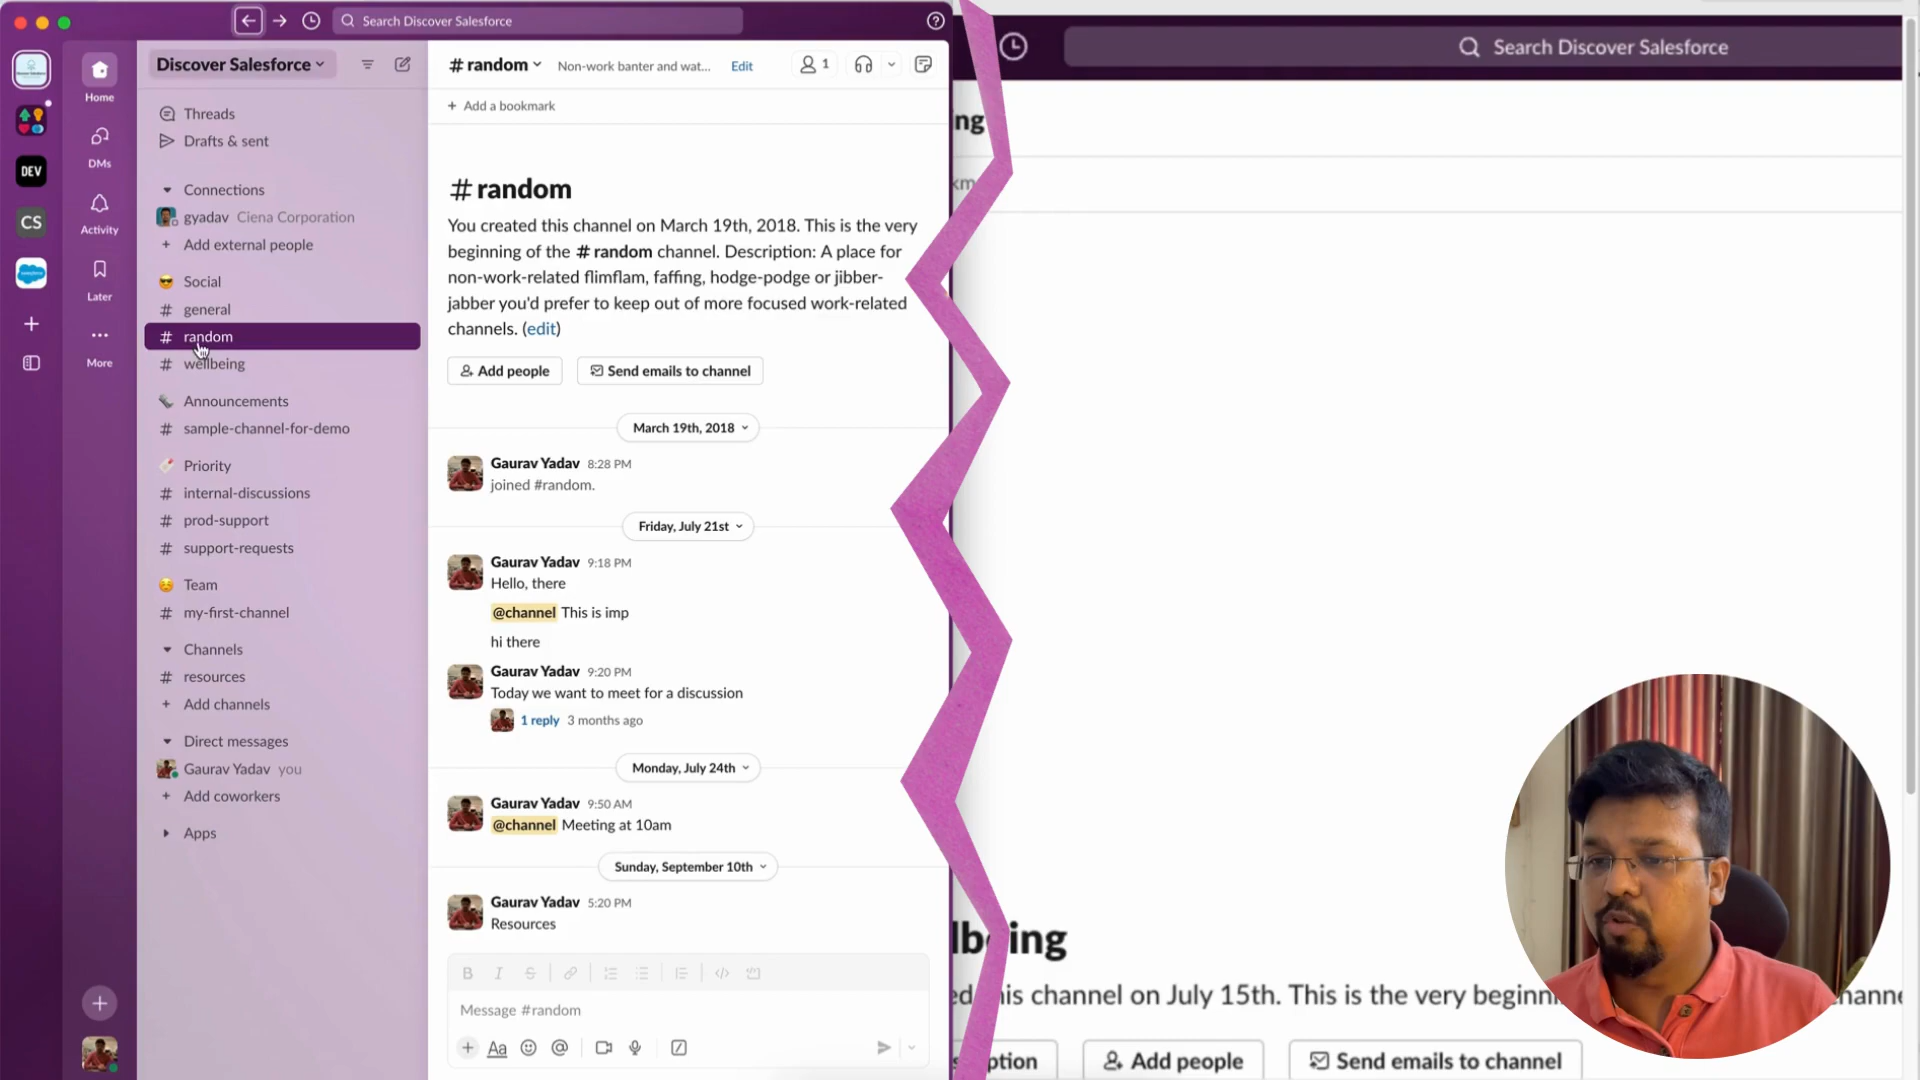 Search Discover Salesforce
Discover Salesforce
Home
DMs
Activity
Later
More
DEV
CS
Threads
Drafts & sent
Connections
gyadav Ciena Corporation
+ Add external people
Social
# general
# random
# wellbeing
Announcements
# sample-channel-for-demo
Priority
# internal-discussions
# prod-support
# support-requests
Team
# my-first-channel
Channels
# resources
+ Add channels
Direct messages
Gaurav Yadav you
+ Add coworkers
Apps
# random Non-work banter and wat... Edit 1
+ Add a bookmark
# random
You created this channel on March 19th, 2018. This is the very
beginning of the # random channel. Description: A place for
non-work-related flimflam, faffing, hodge-podge or jibber-
jabber you'd prefer to keep out of more focused work-related
channels. (edit)
Add people Send emails to channel
March 19th, 2018
Gaurav Yadav 8:28 PM
joined #random.
Friday, July 21st
Gaurav Yadav 9:18 PM
Hello, there
@channel This is imp
hi there
Gaurav Yadav 9:20 PM
Today we want to meet for a discussion
1 reply 3 months ago
Monday, July 24th
Gaurav Yadav 9:50 AM
@channel Meeting at 10am
Sunday, September 10th
Gaurav Yadav 5:20 PM
Resources
B I S
Message #random
+ Aa @
Search Discover Salesforce
ng
lbeing
his channel on July 15th. This is the very beginn
ption
Add people Send emails to channel